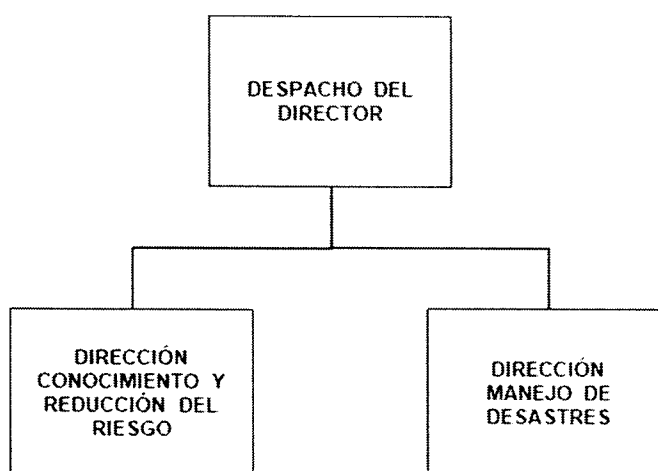 DESPACHO DEL
DIRECTOR
DIRECCIÓN
CONOCIMIENTO Y
REDUCCIÓN DEL
RIESGO
DIRECCIÓN
MANEJO DE
DESASTRES